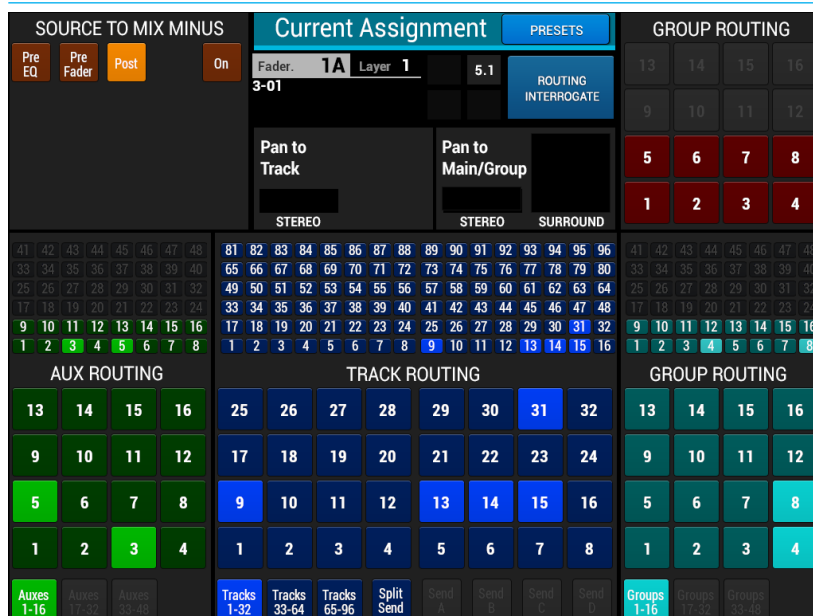 SOURCE TO MIX MINUS
Pre EQ
Pre Fader
Post
On
Current Assignment
PRESETS
Fader. 1A Layer 1
3-01
5.1
ROUTING
INTERROGATE
Pan to
Track
STEREO
Pan to
Main/Group
STEREO SURROUND
GROUP ROUTING
13 14 15 16
9 10 11 12
5 6 7 8
1 2 3 4
41 42 43 44 45 46 47 48
33 34 35 36 37 38 39 40
25 26 27 28 29 30 31 32
17 18 19 20 21 22 23 24
9 10 11 12 13 14 15 16
1 2 3 4 5 6 7 8
AUX ROUTING
13 14 15 16
9 10 11 12
5 6 7 8
1 2 3 4
Auxes 1-16
Auxes 17-32
Auxes 33-48
81 82 83 84 85 86 87 88 89 90 91 92 93 94 95 96
65 66 67 68 69 70 71 72 73 74 75 76 77 78 79 80
49 50 51 52 53 54 55 56 57 58 59 60 61 62 63 64
33 34 35 36 37 38 39 40 41 42 43 44 45 46 47 48
17 18 19 20 21 22 23 24 25 26 27 28 29 30 31 32
1 2 3 4 5 6 7 8 9 10 11 12 13 14 15 16
TRACK ROUTING
25 26 27 28 29 30 31 32
17 18 19 20 21 22 23 24
9 10 11 12 13 14 15 16
1 2 3 4 5 6 7 8
Tracks 1-32
Tracks 33-64
Tracks 65-96
Split Send
Send A
Send B
Send C
Send D
41 42 43 44 45 46 47 48
33 34 35 36 37 38 39 40
25 26 27 28 29 30 31 32
17 18 19 20 21 22 23 24
9 10 11 12 13 14 15 16
1 2 3 4 5 6 7 8
GROUP ROUTING
13 14 15 16
9 10 11 12
5 6 7 8
1 2 3 4
Groups 1-16
Groups 17-32
Groups 33-48